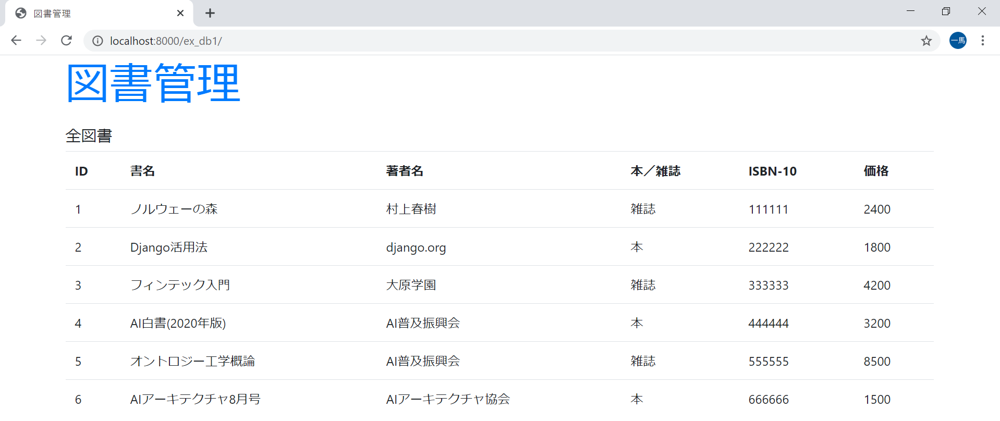 図書管理
localhost:8000/ex_db1/
一馬
図書管理
全図書
ID 書名 著者名 本／雑誌 ISBN-10 価格
1 ノルウェーの森 村上春樹 雑誌 111111 2400
2 Django活用法 django.org 本 222222 1800
3 フィンテック入門 大原学園 雑誌 333333 4200
4 AI白書(2020年版) AI普及振興会 本 444444 3200
5 オントロジー工学概論 AI普及振興会 雑誌 555555 8500
6 AIアーキテクチャ8月号 AIアーキテクチャ協会 本 666666 1500